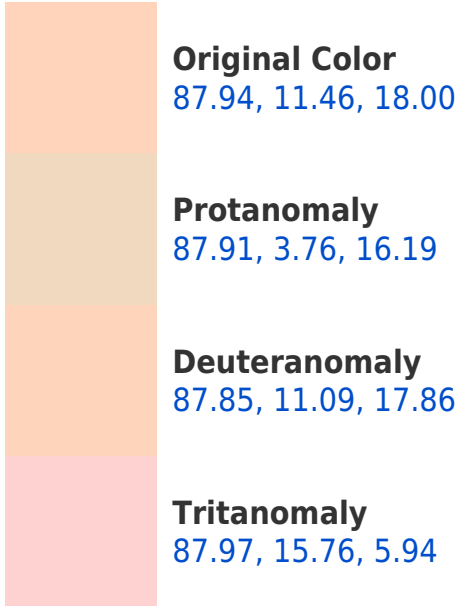 Original Color
87.94, 11.46, 18.00
Protanomaly
87.91, 3.76, 16.19
Deuteranomaly
87.85, 11.09, 17.86
Tritanomaly
87.97, 15.76, 5.94